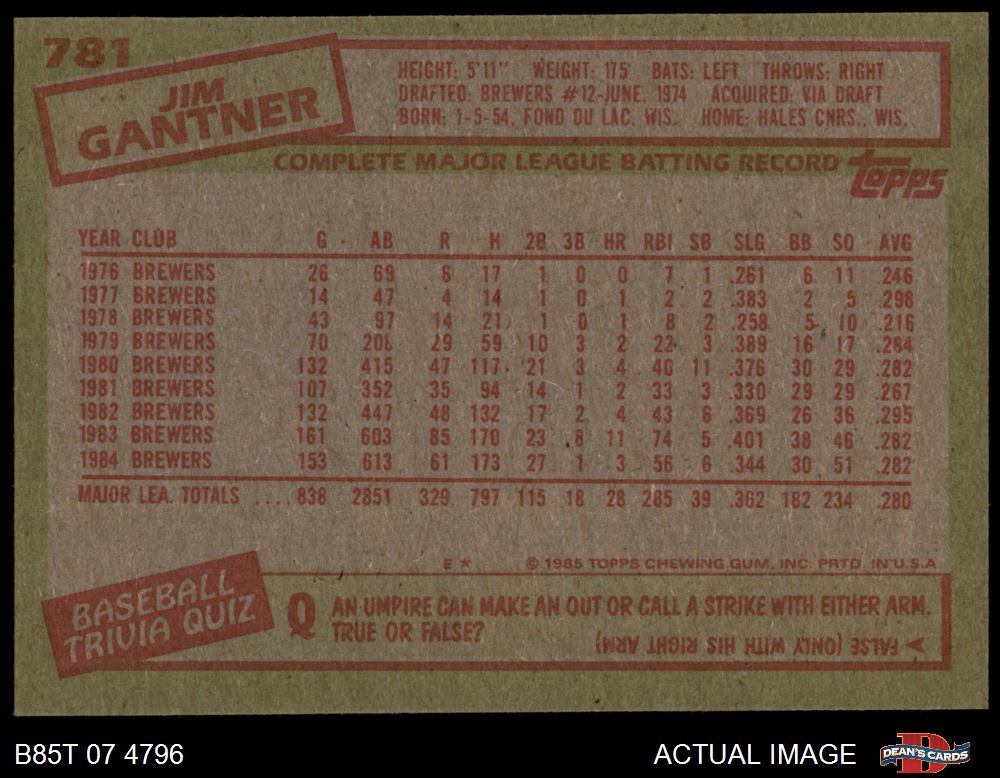 781
JIM
GANTNER
HEIGHT: 5'11" WEIGHT: 175 BATS: LEFT THROWS: RIGHT
DRAFTED: BREWERS #12-JUNE, 1974 ACQUIRED: VIA DRAFT
BORN: 1-5-54, FOND DU LAC, WIS. HOME: HALES CNRS., WIS.
COMPLETE MAJOR LEAGUE BATTING RECORD
topps
YEAR CLUB G AB R H 2B 3B HR RBI SB SLG BB SO AVG
1976 BREWERS 26 69 6 17 1 0 0 7 1 .261 6 11 .246
1977 BREWERS 14 47 4 14 1 0 1 2 2 .383 2 5 .298
1978 BREWERS 43 97 14 21 1 0 1 8 2 .258 5 10 .216
1979 BREWERS 70 208 29 59 10 3 2 22 3 .389 16 17 .284
1980 BREWERS 132 415 47 117 21 3 4 40 11 .376 30 29 .282
1981 BREWERS 107 352 35 94 14 1 2 33 3 .330 29 29 .267
1982 BREWERS 132 447 48 132 17 2 4 43 6 .369 26 36 .295
1983 BREWERS 161 603 85 170 23 8 11 74 5 .401 38 46 .282
1984 BREWERS 153 613 61 173 27 1 3 56 6 .344 30 51 .282
MAJOR LEA. TOTALS ....838 2851 329 797 115 18 28 285 39 .362 182 234 .280
E * © 1985 TOPPS CHEWING GUM, INC. PRTD. IN U.S.A
BASEBALL
TRIVIA QUIZ
Q AN UMPIRE CAN MAKE AN OUT OR CALL A STRIKE WITH EITHER ARM.
TRUE OR FALSE?
FALSE (ONLY WITH HIS RIGHT ARM)
B85T 07 4796
ACTUAL IMAGE
DEAN'S CARDS